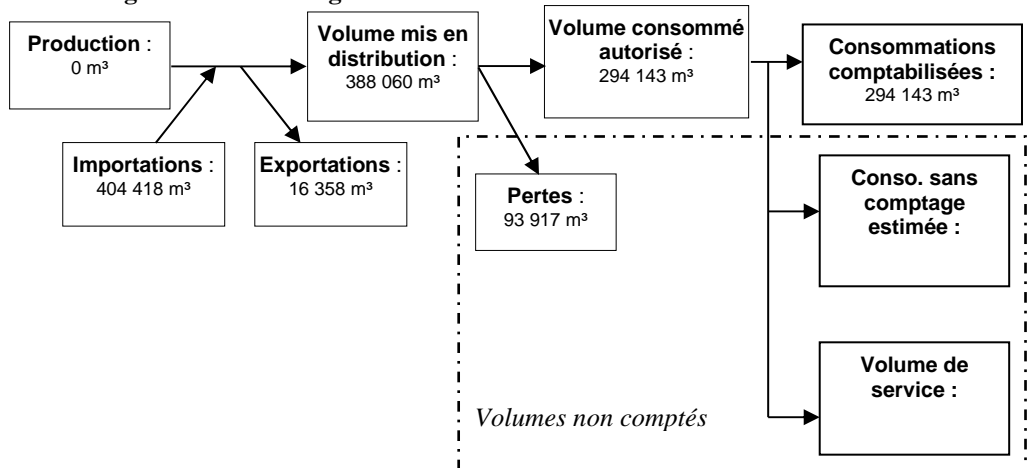 Production :
0 m³
Volume mis en
distribution :
388 060 m³
Volume consommé
autorisé :
294 143 m³
Consommations
comptabilisées :
294 143 m³
Importations :
404 418 m³
Exportations :
16 358 m³
Pertes :
93 917 m³
Conso. sans
comptage
estimée :
Volume de
service :
Volumes non comptés